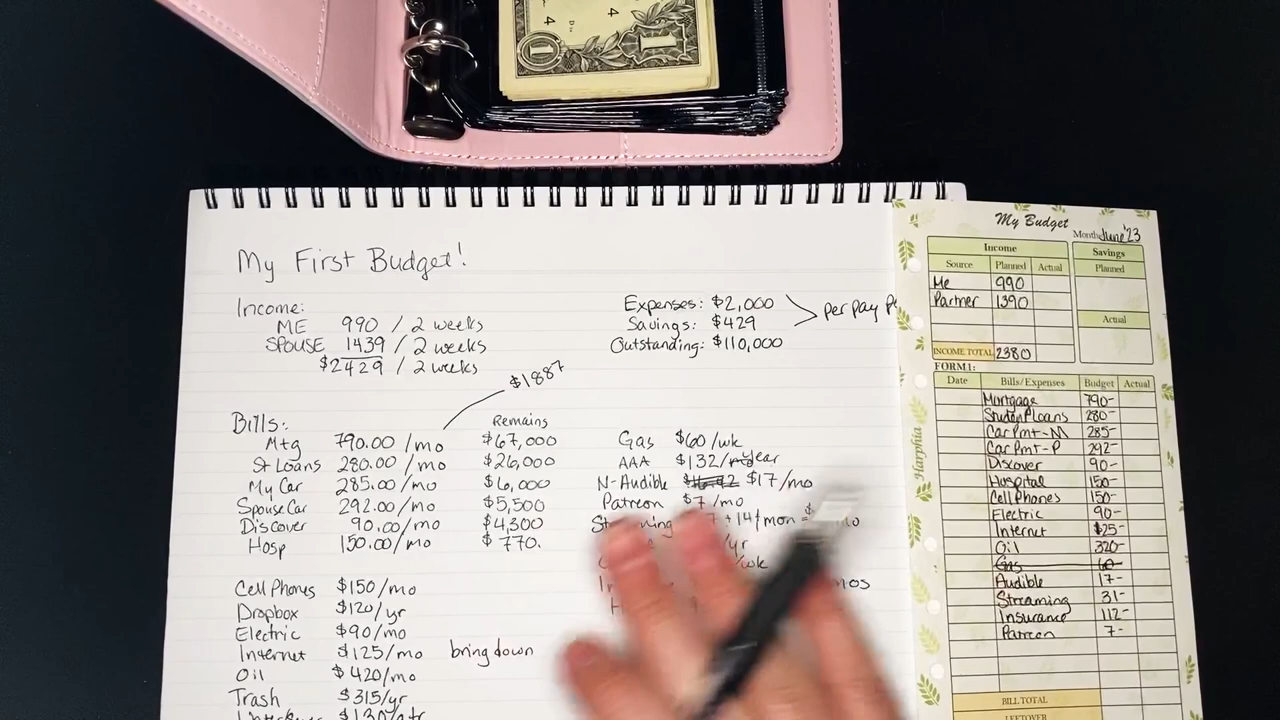 1
4
4
1
My First Budget!
Income:
ME 990 / 2 weeks
SPOUSE 1439 / 2 weeks
$2429 / 2 weeks
Expenses: $2,000
Savings: $429
per pay
Outstanding: $110,000
$1887
Bills:
Remains
Mtg 790.00 /mo $67,000
St Loans 280.00 /mo $26,000
My Car 285.00 /mo $6,000
Spouse Car 292.00 /mo $5,500
Discover 90.00/mo $4,300
Hosp 150.00/mo $770.
Cell Phones $150/mo
Dropbox $120/yr
Electric $90/mo
Internet $125/mo bring down
Oil $420/mo
Trash $315/yr
Gas $60/wk
AAA $132/year
N-Audible $17/mo
Patreon $7/mo
My Budget
Month: June '23
Income
Source Planned Actual
Me 990
Partner 1390
INCOME TOTAL 2380
Savings
Planned
Actual
FORM1:
Date Bills/Expenses Budget Actual
Mortgage 790-
Student Loans 280-
Car Pmt-M 285-
Car Pmt-P 292-
Discover 90-
Hospital 150-
Cell Phones 150-
Electric 90-
Internet $25-
Oil 320-
Gas 60-
Audible 17-
Streaming 31-
Insurance 112-
Patreon 7-
BILL TOTAL
LEFTOVER
Harphia